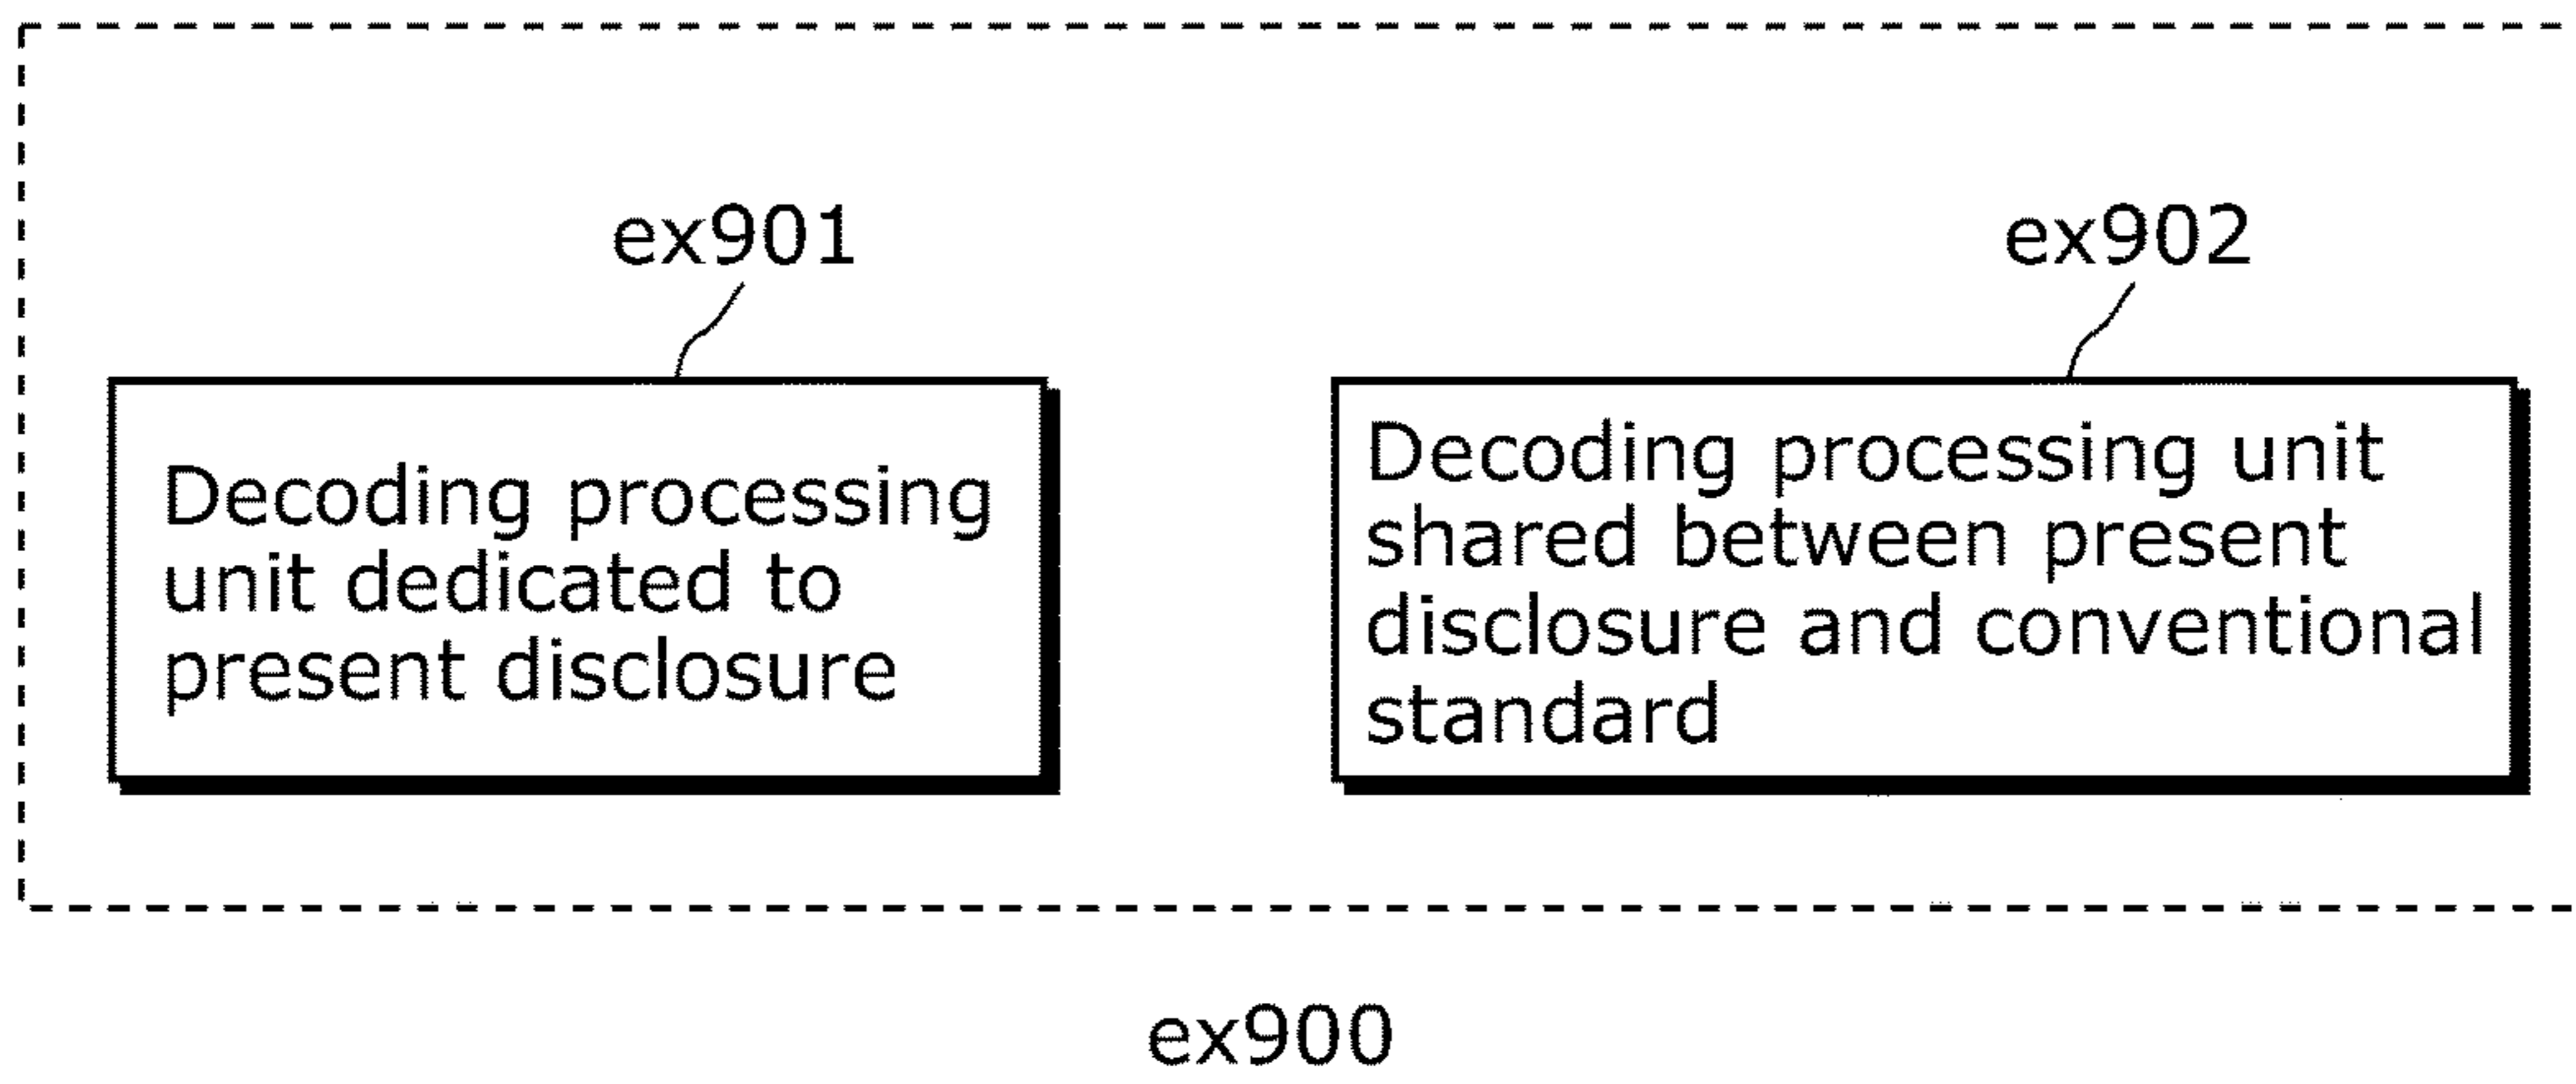 ex901
Decoding processing
unit dedicated to
present disclosure
ex902
Decoding processing unit
shared between present
disclosure and conventional
standard
ex900